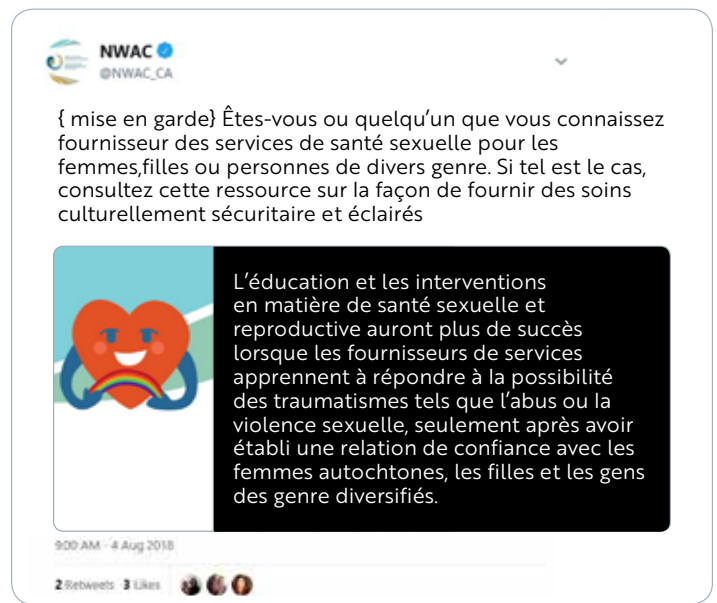 NWAC
@NWAC_CA
{ mise en garde} Êtes-vous ou quelqu’un que vous connaissez
fournisseur des services de santé sexuelle pour les
femmes,filles ou personnes de divers genre. Si tel est le cas,
consultez cette ressource sur la façon de fournir des soins
culturellement sécuritaire et éclairés
L’éducation et les interventions
en matière de santé sexuelle et
reproductive auront plus de succès
lorsque les fournisseurs de services
apprennent à répondre à la possibilité
des traumatismes tels que l’abus ou la
violence sexuelle, seulement après avoir
établi une relation de confiance avec les
femmes autochtones, les filles et les gens
des genre diversifiés.
9:00 AM - 4 Aug 2018
2 Retweets 3 Likes